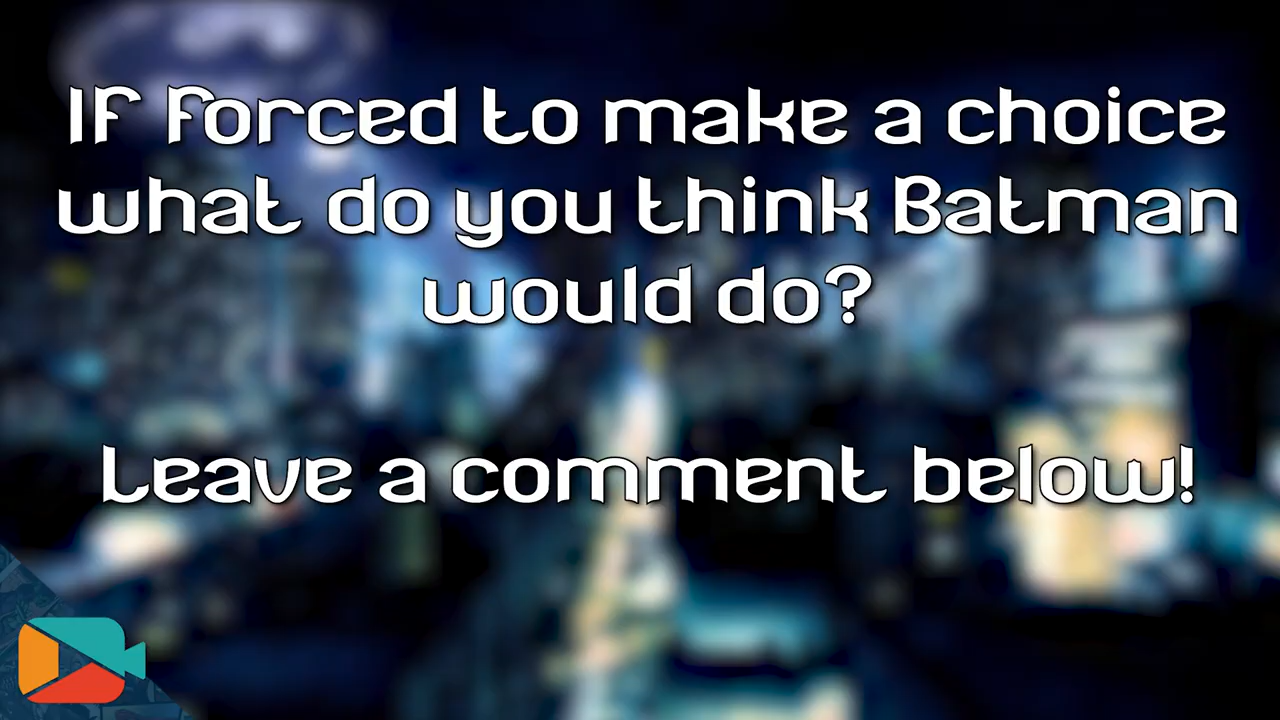 If forced to make a choice
what do you think Batman
would do?
Leave a comment below!